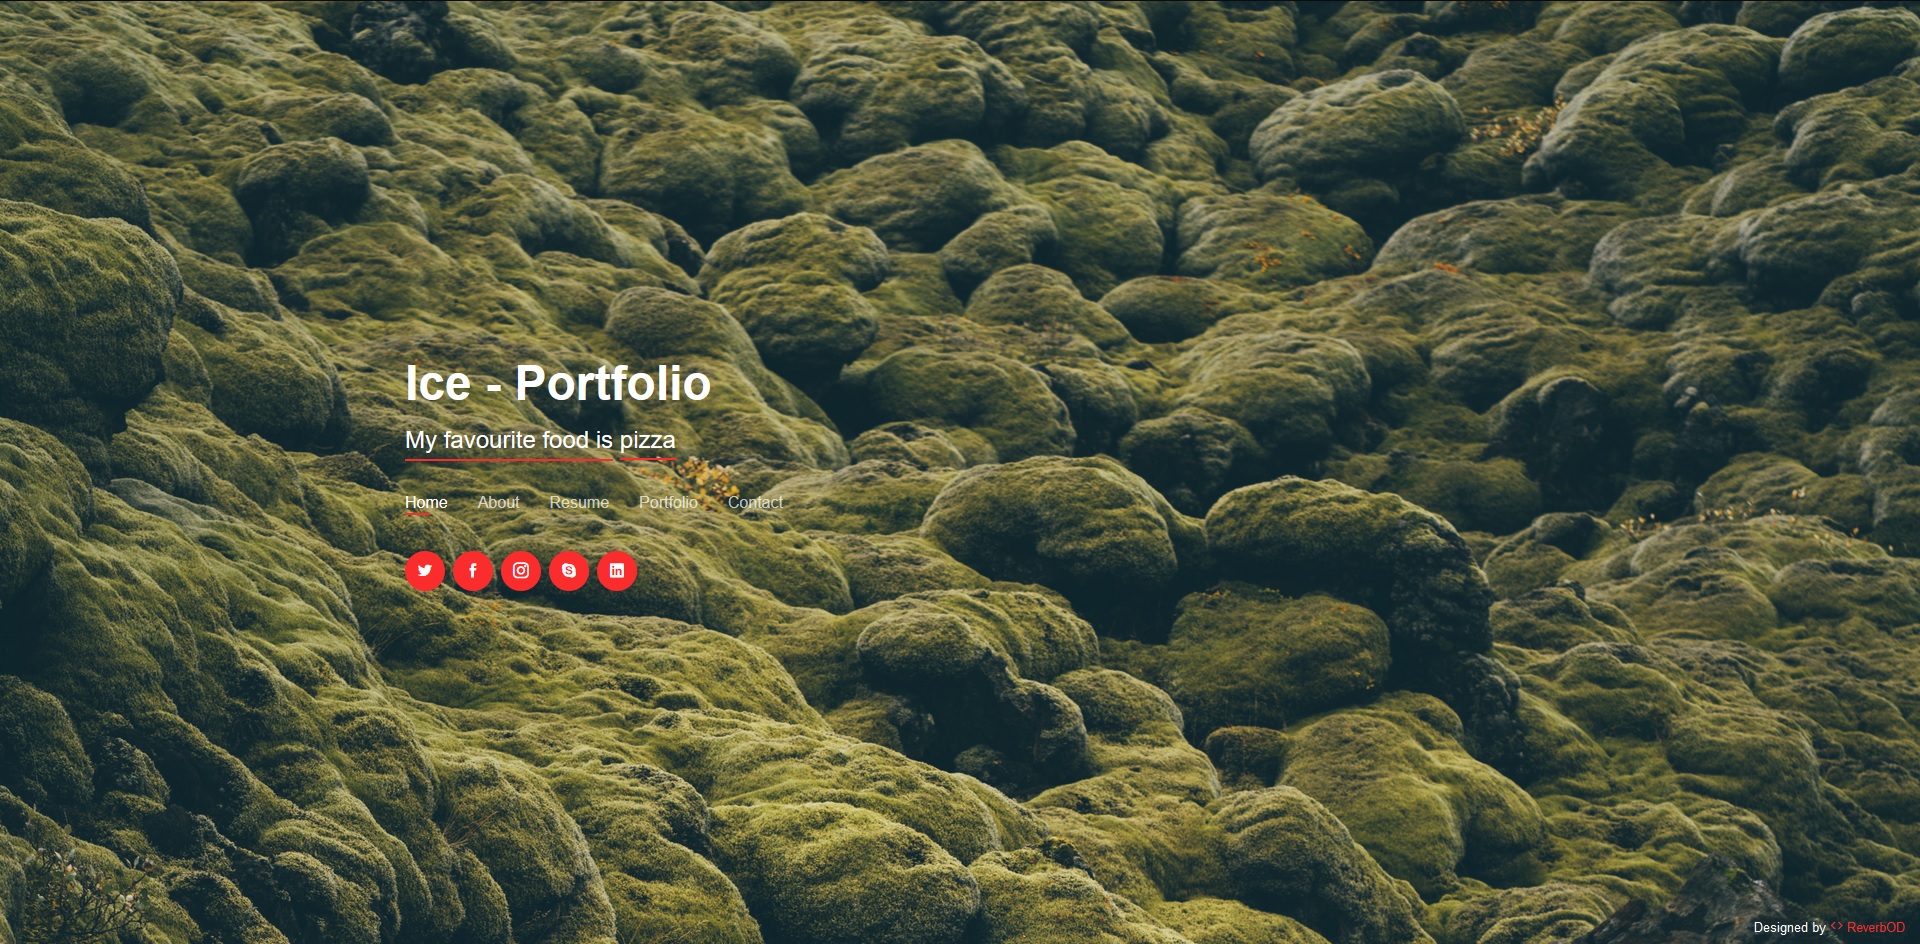 Ice - Portfolio
My favourite food is pizza
Home About Resume Portfolio Contact
Designed by <> ReverbOD